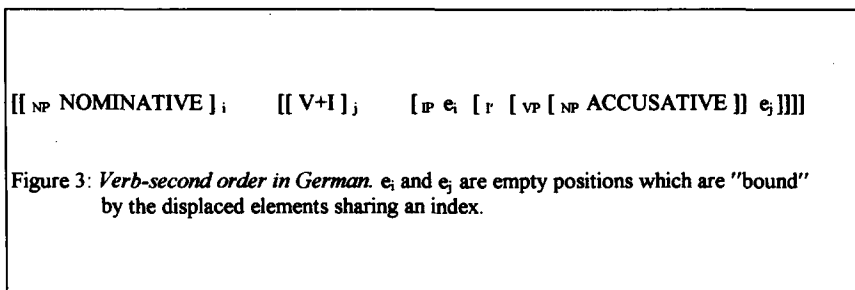 [[ NP NOMINATIVE ] i [[ V+I ] j [ IP ei [ I' [ VP [ NP ACCUSATIVE ]] ej ]]]]
Figure 3: Verb-second order in German. ei and ej are empty positions which are "bound"
by the displaced elements sharing an index.